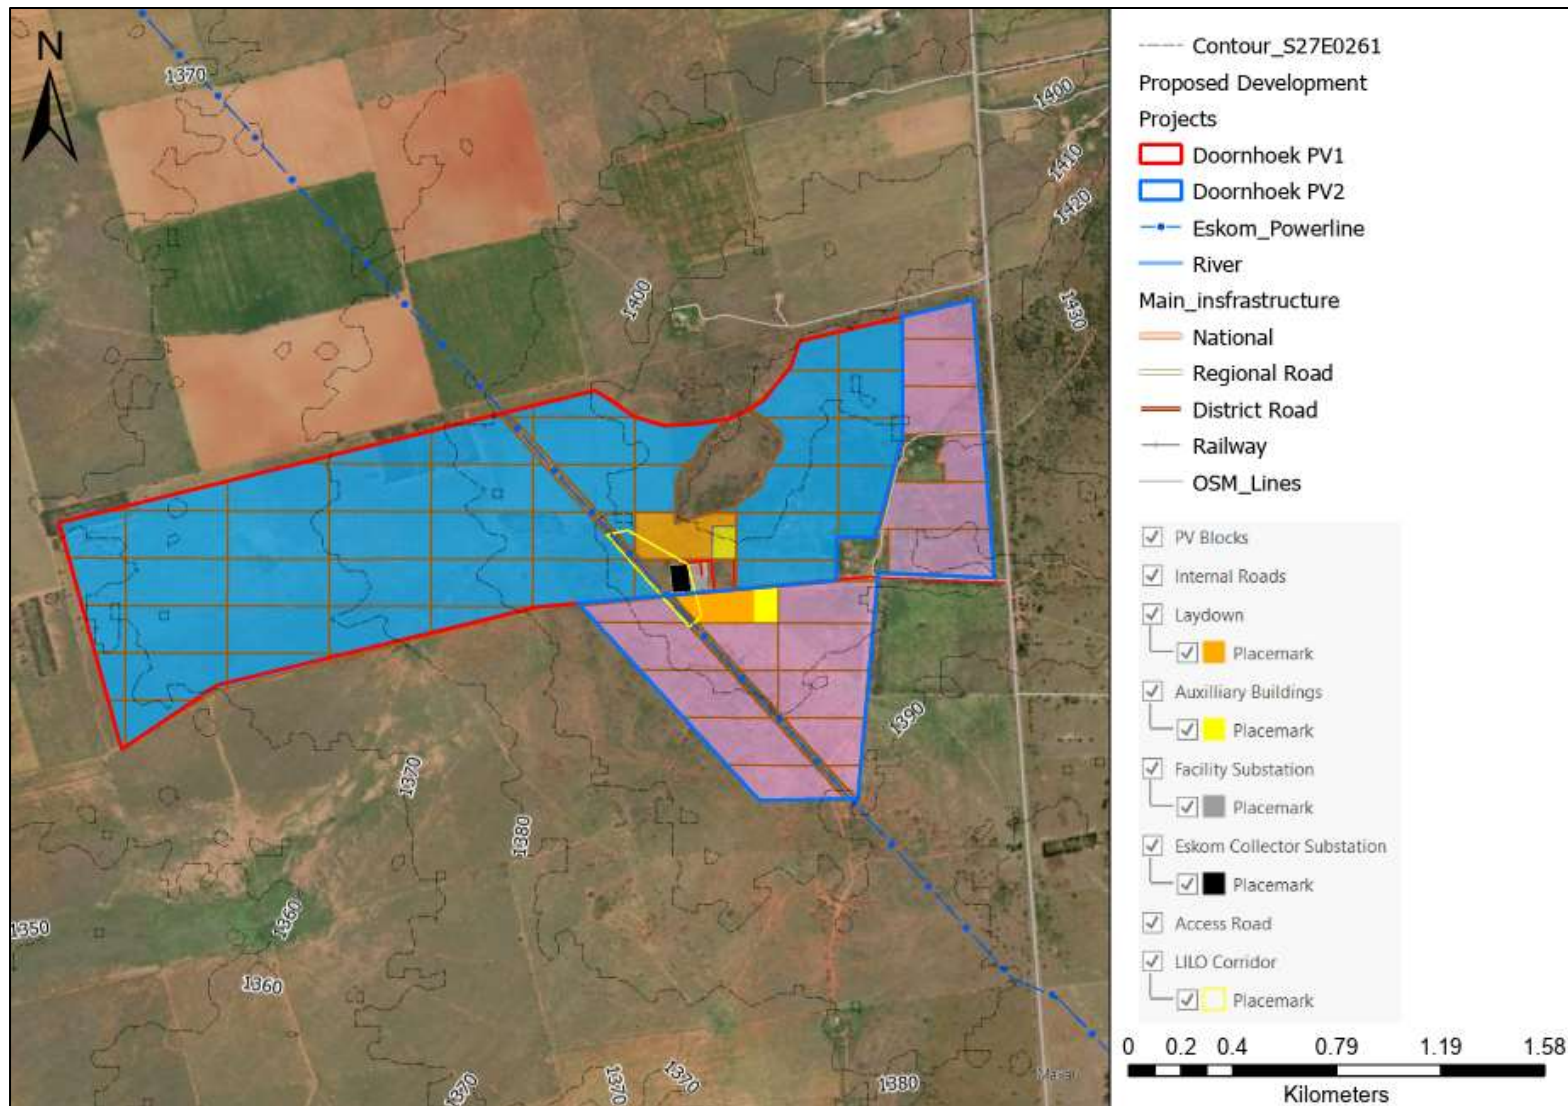 N
1370
1400
1410
1420
1430
1400
1390
1370
1380
1360
1350
1360
1370
1370
1370
1380
Contour_S27E0261
Proposed Development
Projects
Doornhoek PV1
Doornhoek PV2
Eskom_Powerline
River
Main_insfrastructure
National
Regional Road
District Road
Railway
OSM_Lines
PV Blocks
Internal Roads
Laydown
Placemark
Auxilliary Buildings
Placemark
Facility Substation
Placemark
Eskom Collector Substation
Placemark
Access Road
LILO Corridor
Placemark
0 0.2 0.4 0.79 1.19 1.58
Kilometers